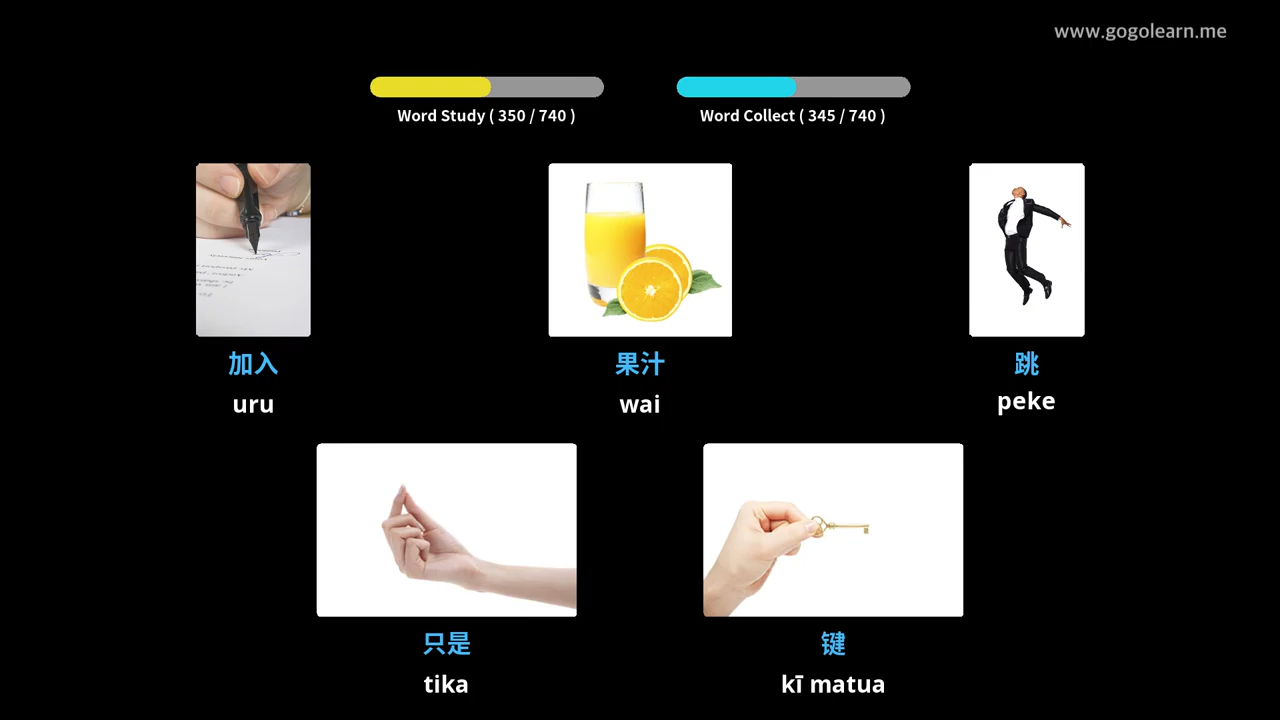 www.gogolearn.me
Word Study ( 350 / 740 )
Word Collect ( 345 / 740 )
加入
uru
果汁
wai
跳
peke
只是
tika
键
kī matua